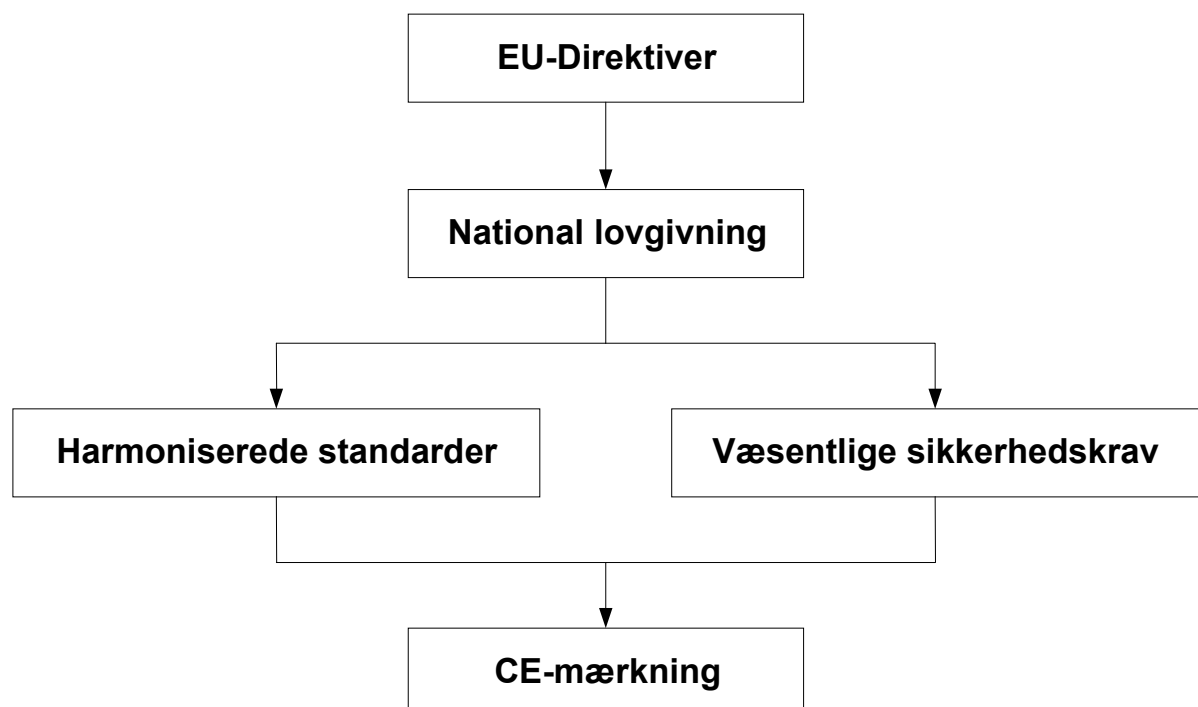 EU-Direktiver
National lovgivning
Harmoniserede standarder
Væsentlige sikkerhedskrav
CE-mærkning